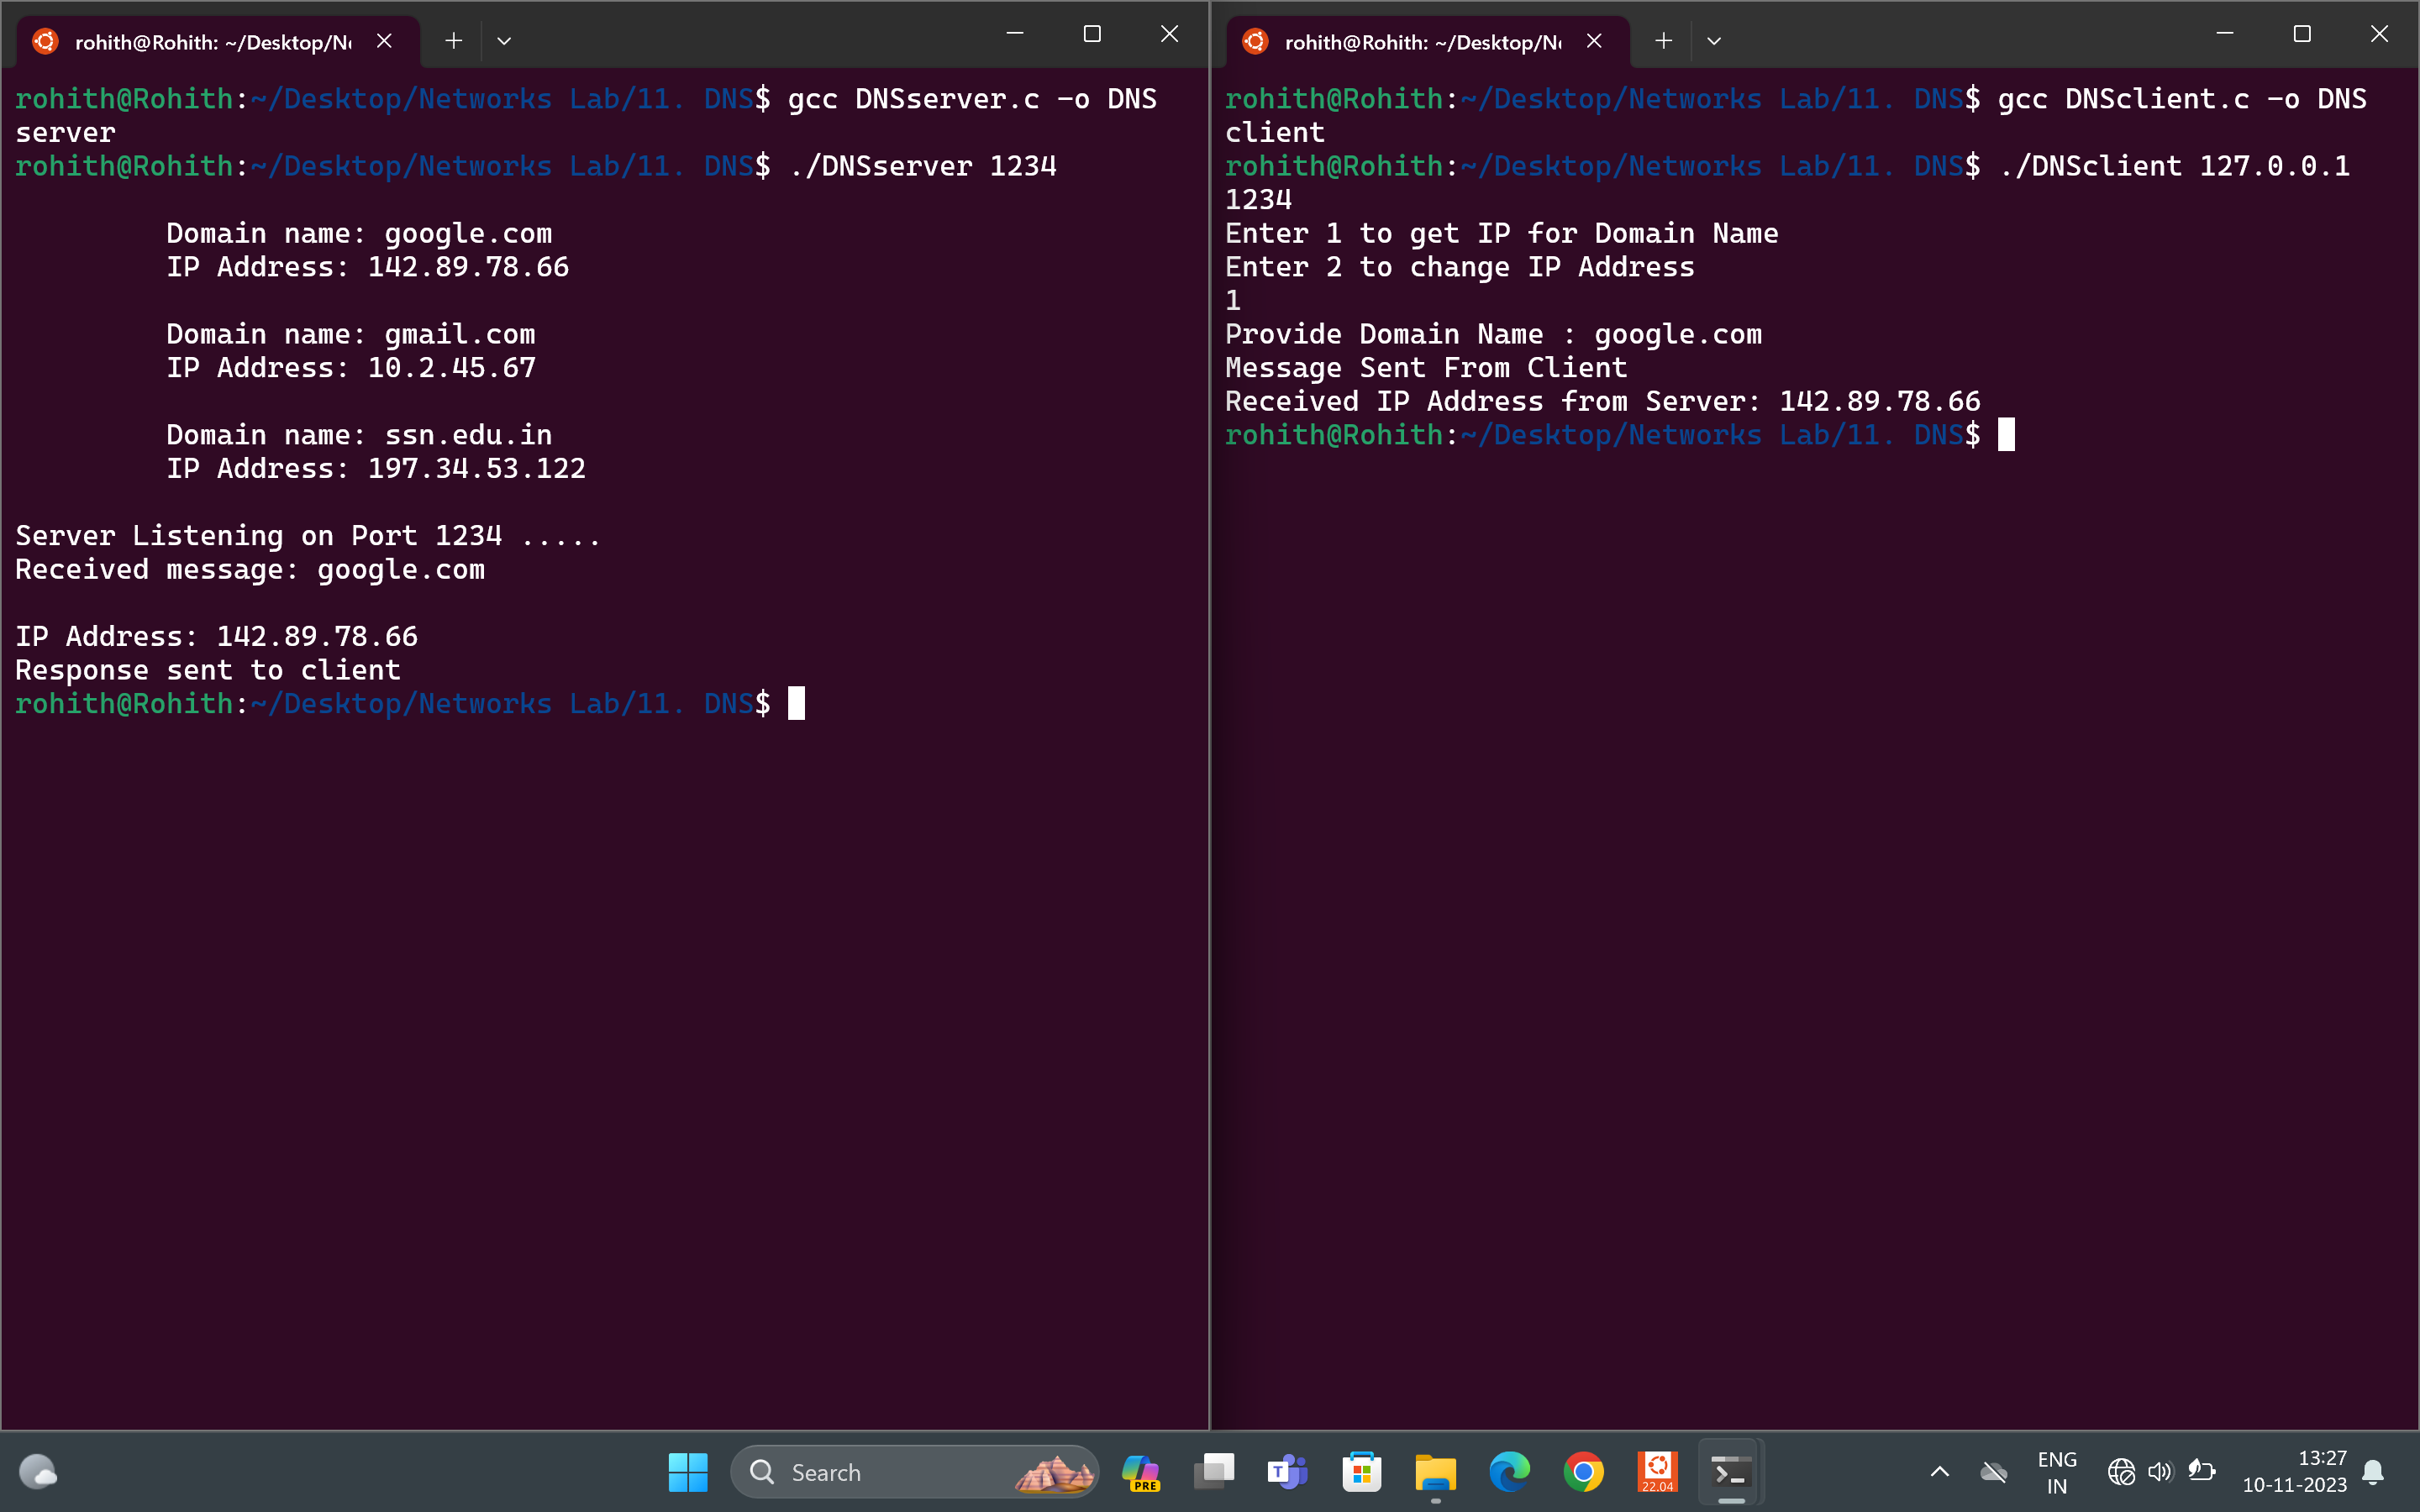 rohith@Rohith: ~/Desktop/Ne
rohith@Rohith:~/Desktop/Networks Lab/11. DNS$ gcc DNSserver.c -o DNS
server
rohith@Rohith:~/Desktop/Networks Lab/11. DNS$ ./DNSserver 1234
Domain name: google.com
IP Address: 142.89.78.66
Domain name: gmail.com
IP Address: 10.2.45.67
Domain name: ssn.edu.in
IP Address: 197.34.53.122
Server Listening on Port 1234 .....
Received message: google.com
IP Address: 142.89.78.66
Response sent to client
rohith@Rohith:~/Desktop/Networks Lab/11. DNS$
rohith@Rohith: ~/Desktop/Ne
rohith@Rohith:~/Desktop/Networks Lab/11. DNS$ gcc DNSclient.c -o DNS
client
rohith@Rohith:~/Desktop/Networks Lab/11. DNS$ ./DNSclient 127.0.0.1
1234
Enter 1 to get IP for Domain Name
Enter 2 to change IP Address
1
Provide Domain Name : google.com
Message Sent From Client
Received IP Address from Server: 142.89.78.66
rohith@Rohith:~/Desktop/Networks Lab/11. DNS$
Search
PRE
T
22.04
ENG
IN
13:27
10-11-2023